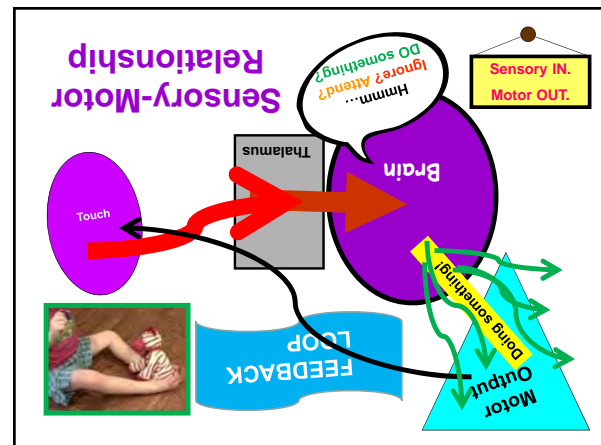 Sensory-Motor
Relationship
Sensory IN.
Motor OUT.
Hmmm…
Ignore? Attend?
DO something?
Thalamus
Brain
Touch
Doing something!
Motor
Output
FEEDBACK
LOOP